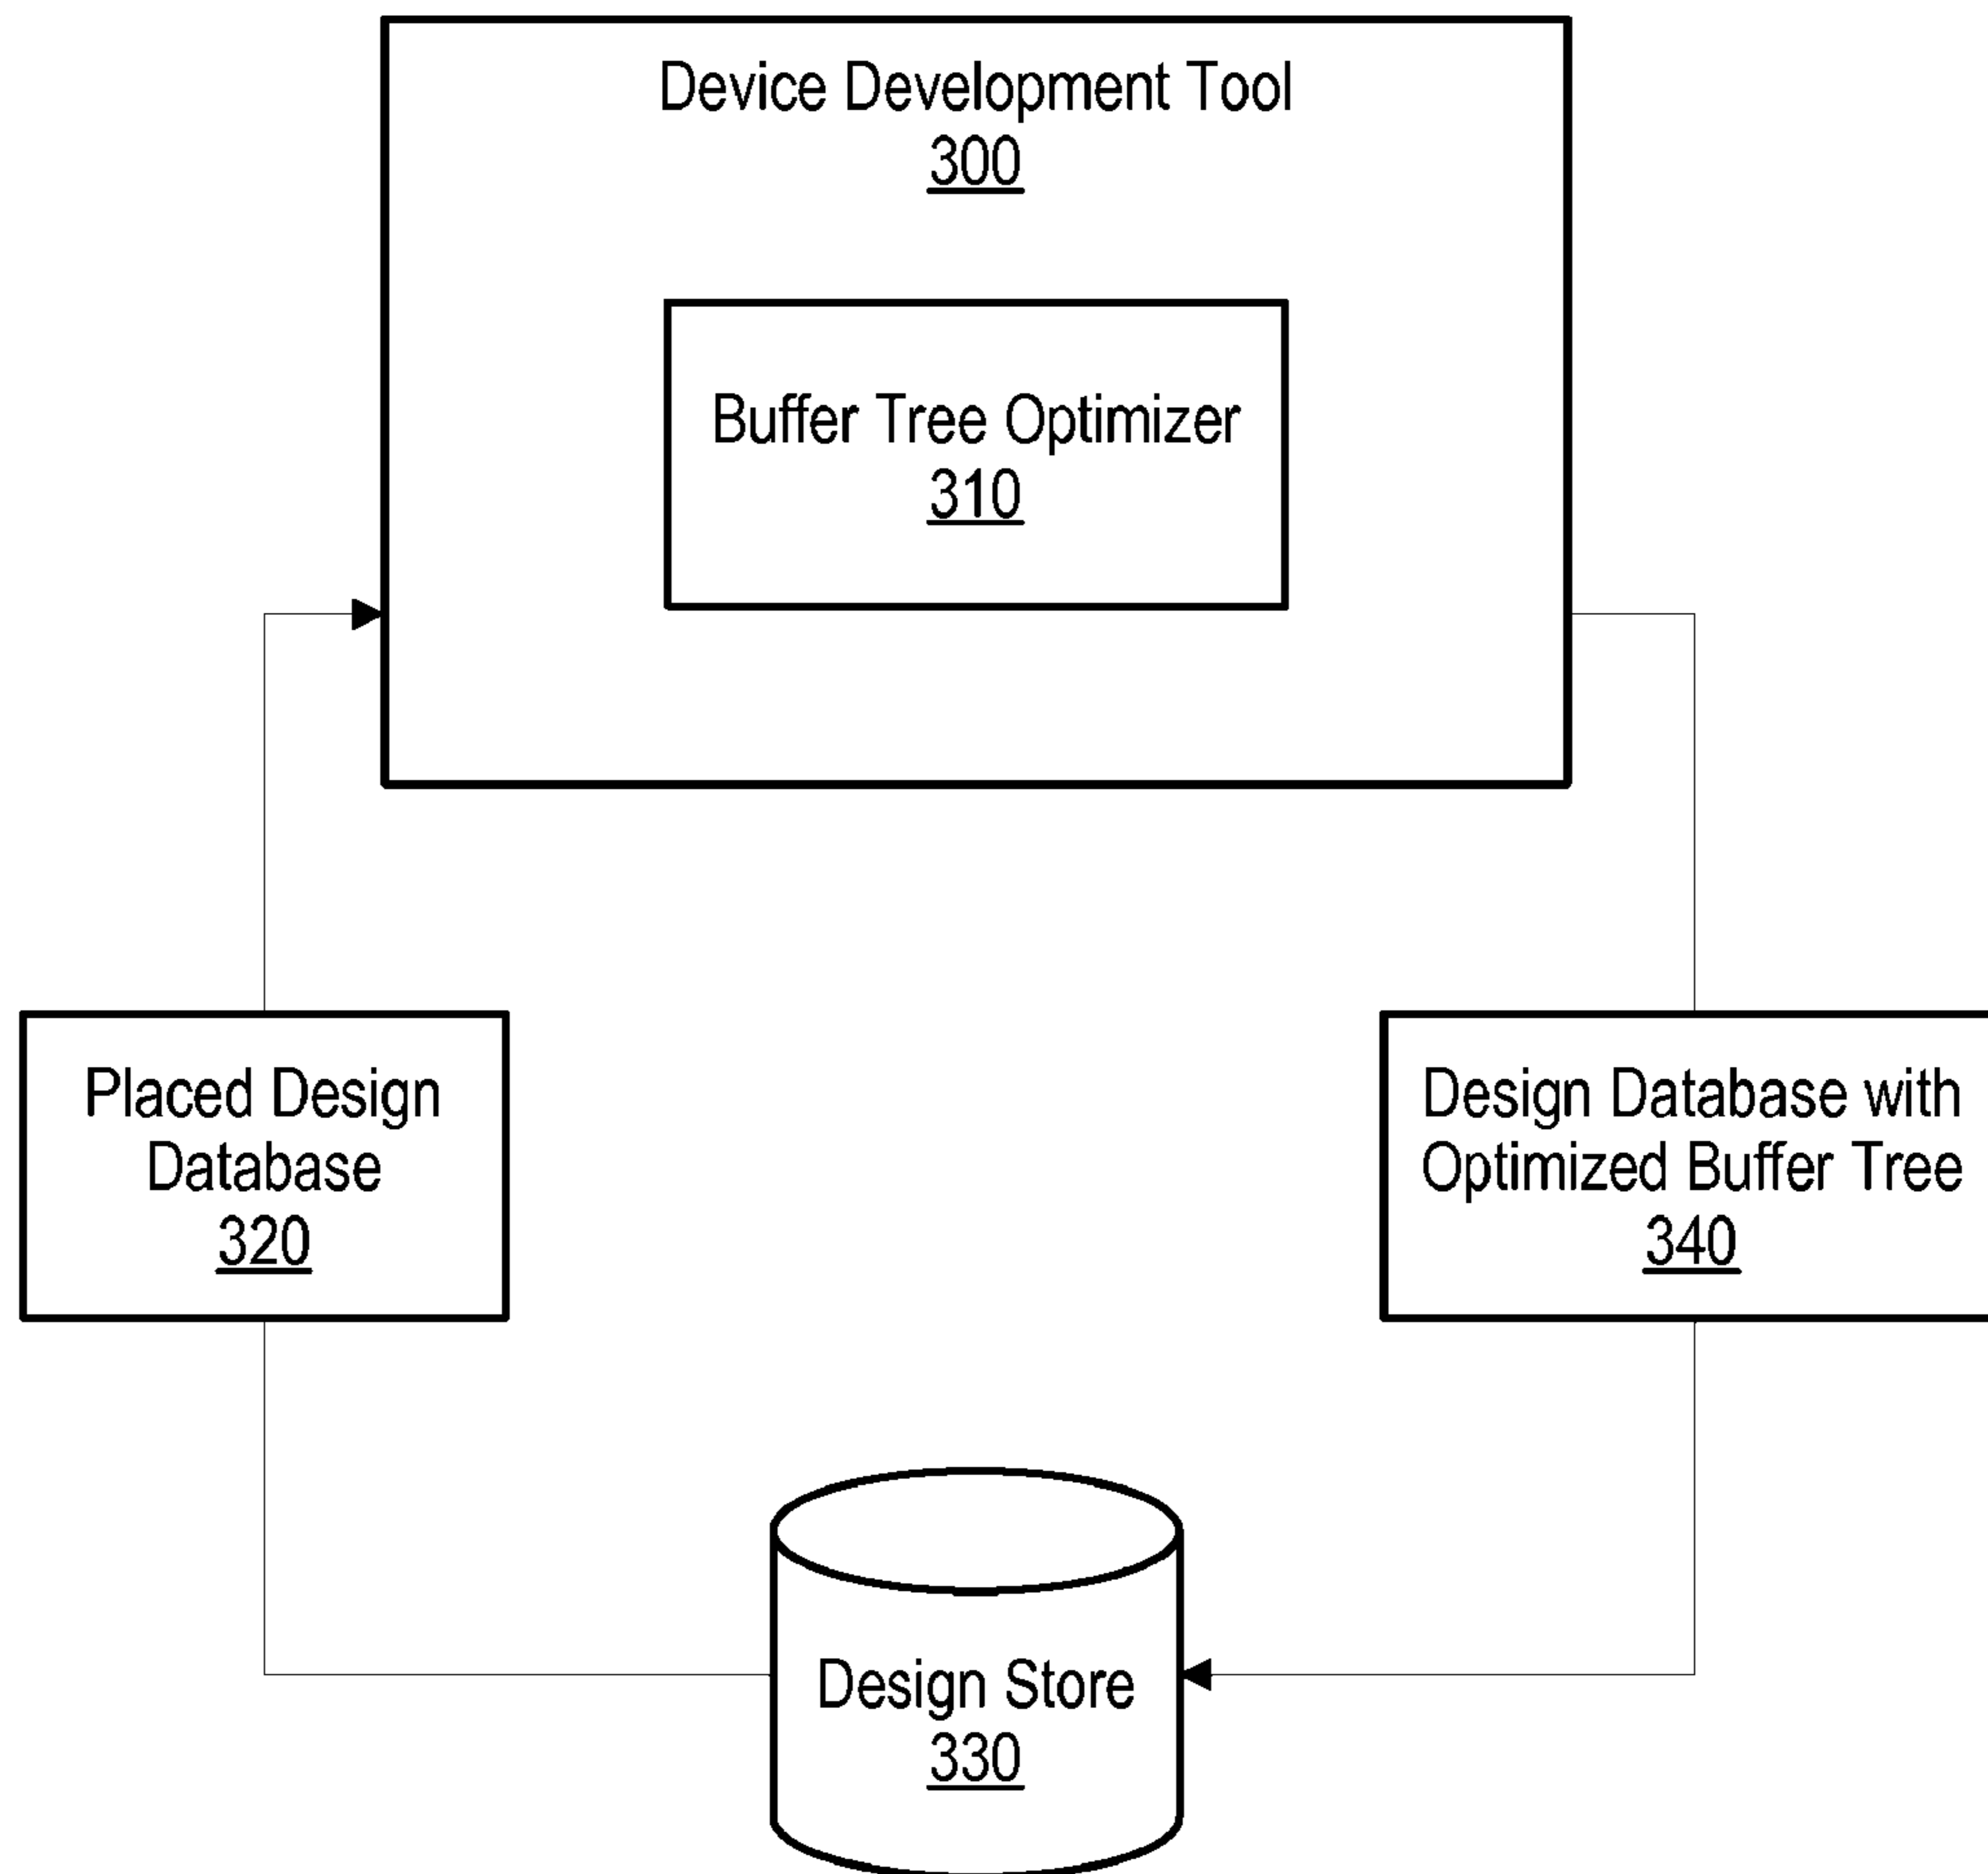 Device Development Tool
300
Buffer Tree Optimizer
310
Placed Design
Database
320
Design Database with
Optimized Buffer Tree
340
Design Store
330